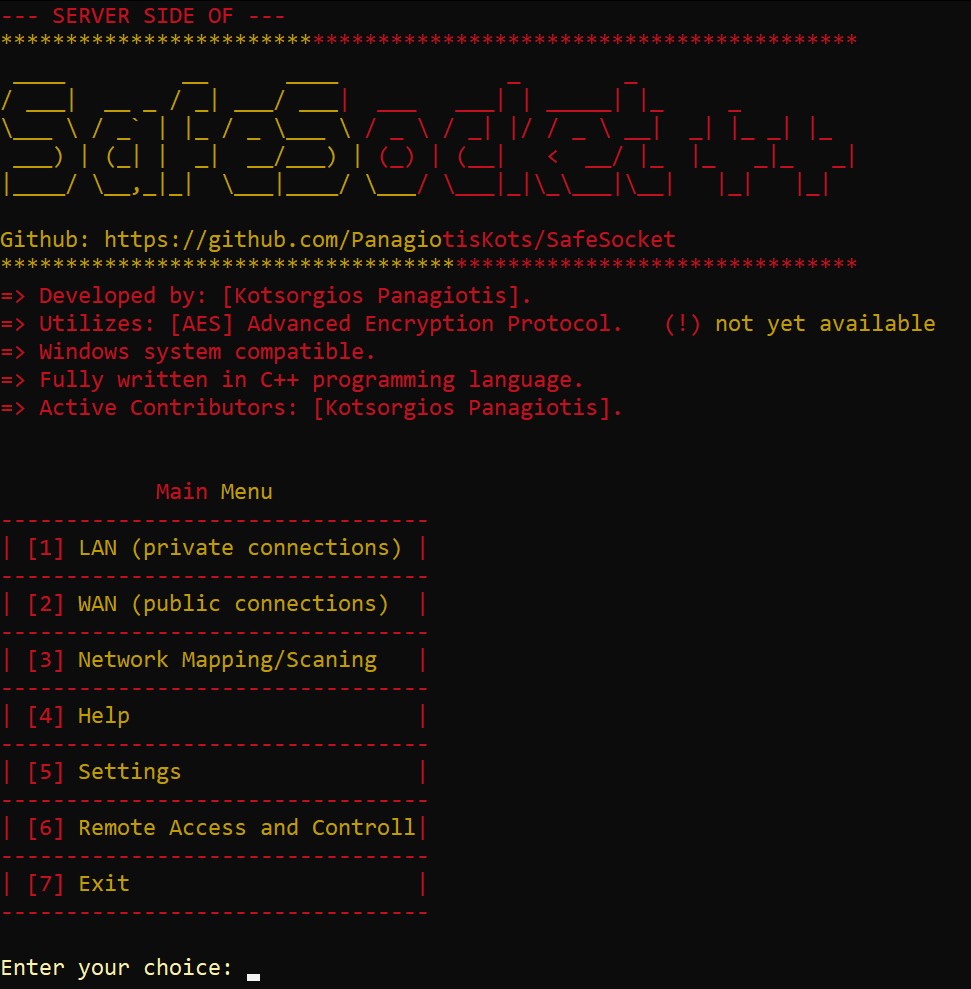 --- SERVER SIDE OF ---
******************************************************************
SafeSocket++
Github: https://github.com/PanagiotisKots/SafeSocket
******************************************************************
=> Developed by: [Kotsorgios Panagiotis].
=> Utilizes: [AES] Advanced Encryption Protocol.   (!) not yet available
=> Windows system compatible.
=> Fully written in C++ programming language.
=> Active Contributors: [Kotsorgios Panagiotis].
Main Menu
---------------------------------
| [1] LAN (private connections) |
---------------------------------
| [2] WAN (public connections)  |
---------------------------------
| [3] Network Mapping/Scaning   |
---------------------------------
| [4] Help                      |
---------------------------------
| [5] Settings                  |
---------------------------------
| [6] Remote Access and Controll|
---------------------------------
| [7] Exit                      |
---------------------------------
Enter your choice: _